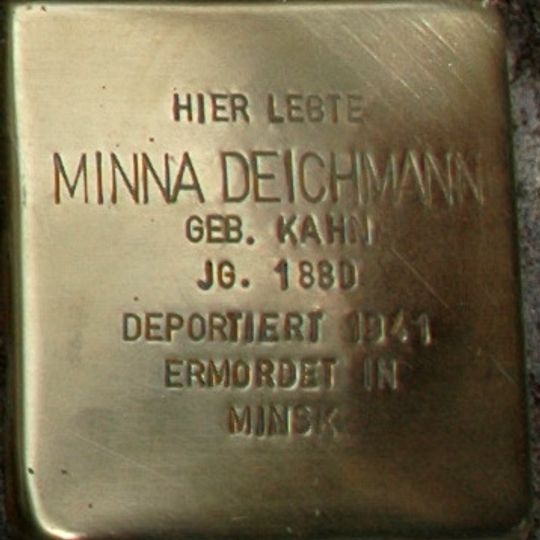 HIER LEBTE
MINNA DEICHMANN
GEB. KAHN
JG. 1880
DEPORTIERT 1941
ERMORDET IN
MINSK